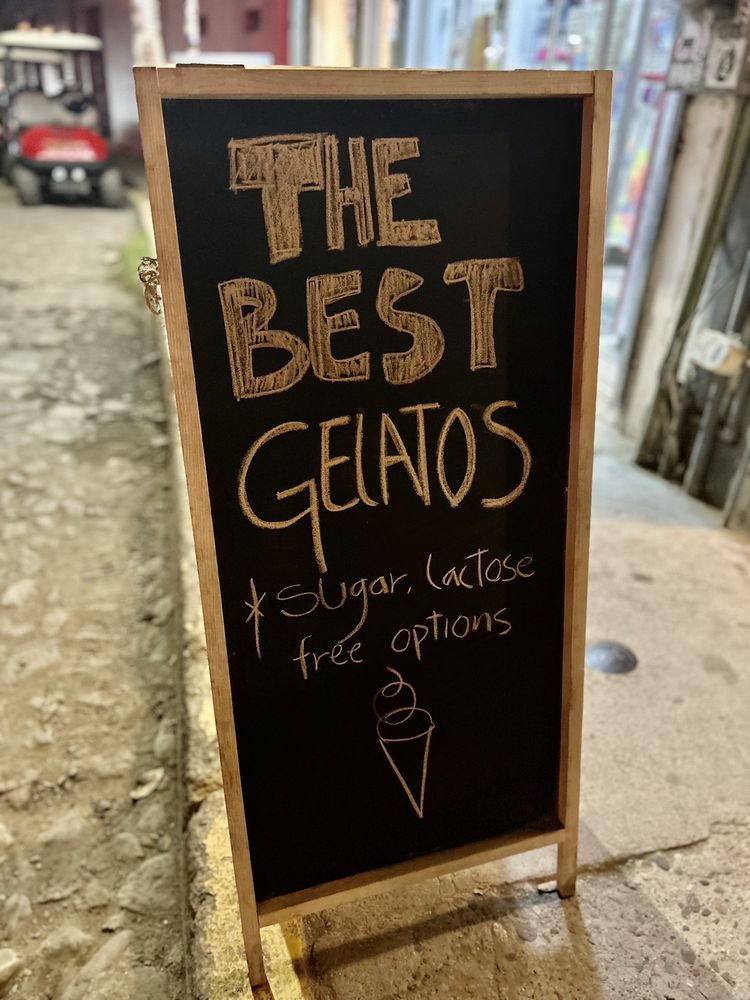 THE
BEST
GELATOS
* Sugar, lactose
free options